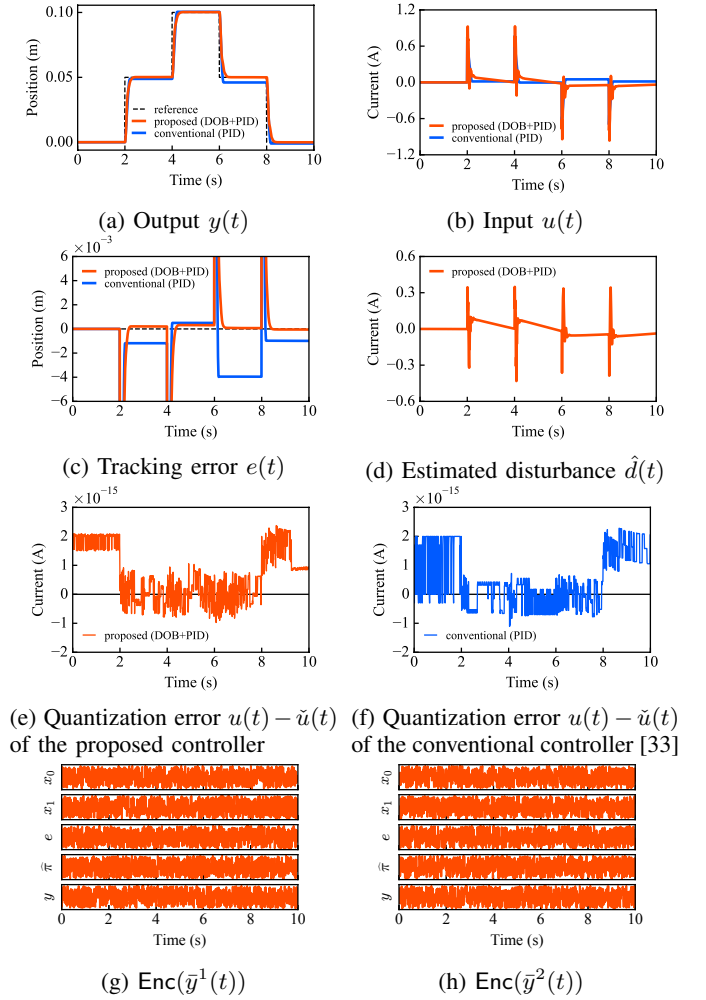 0.10
0.05
0.00
Position (m)
reference
proposed (DOB+PID)
conventional (PID)
0 2 4 6 8 10
Time (s)
(a) Output y(t)
1.2
0.6
0.0
−0.6
−1.2
Current (A)
proposed (DOB+PID)
conventional (PID)
0 2 4 6 8 10
Time (s)
(b) Input u(t)
×10⁻³
6
4
2
0
−2
−4
−6
Position (m)
proposed (DOB+PID)
conventional (PID)
0 2 4 6 8 10
Time (s)
(c) Tracking error e(t)
0.6
0.3
0.0
−0.3
−0.6
Current (A)
proposed (DOB+PID)
0 2 4 6 8 10
Time (s)
(d) Estimated disturbance d̂(t)
×10⁻¹⁵
3
2
1
0
−1
−2
Current (A)
proposed (DOB+PID)
0 2 4 6 8 10
Time (s)
(e) Quantization error u(t) − ǔ(t)
of the proposed controller
×10⁻¹⁵
3
2
1
0
−1
−2
Current (A)
conventional (PID)
0 2 4 6 8 10
Time (s)
(f) Quantization error u(t) − ǔ(t)
of the conventional controller [33]
x₀
x₁
e
π̂
y
0 2 4 6 8 10
Time (s)
(g) Enc(ȳ¹(t))
x₀
x₁
e
π̂
y
0 2 4 6 8 10
Time (s)
(h) Enc(ȳ²(t))